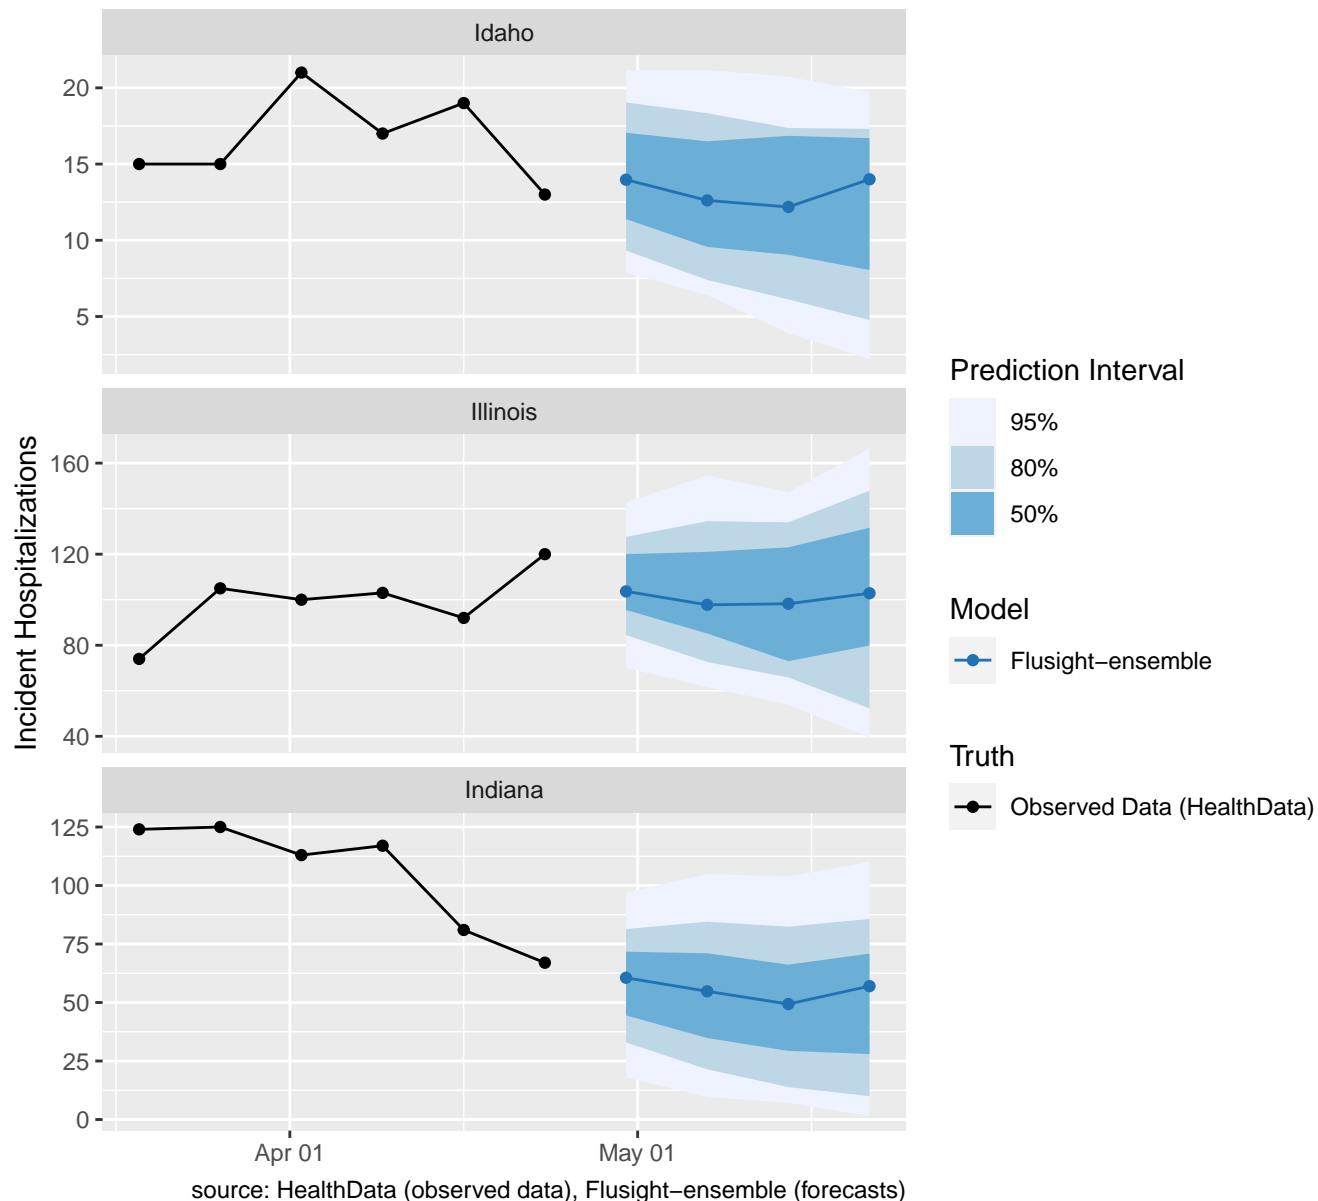 Idaho
20
15
10
5
Illinois
160
120
80
40
Indiana
125
100
75
50
25
0
Incident Hospitalizations
Apr 01
May 01
source: HealthData (observed data), Flusight−ensemble (forecasts)
Prediction Interval
95%
80%
50%
Model
Flusight−ensemble
Truth
Observed Data (HealthData)